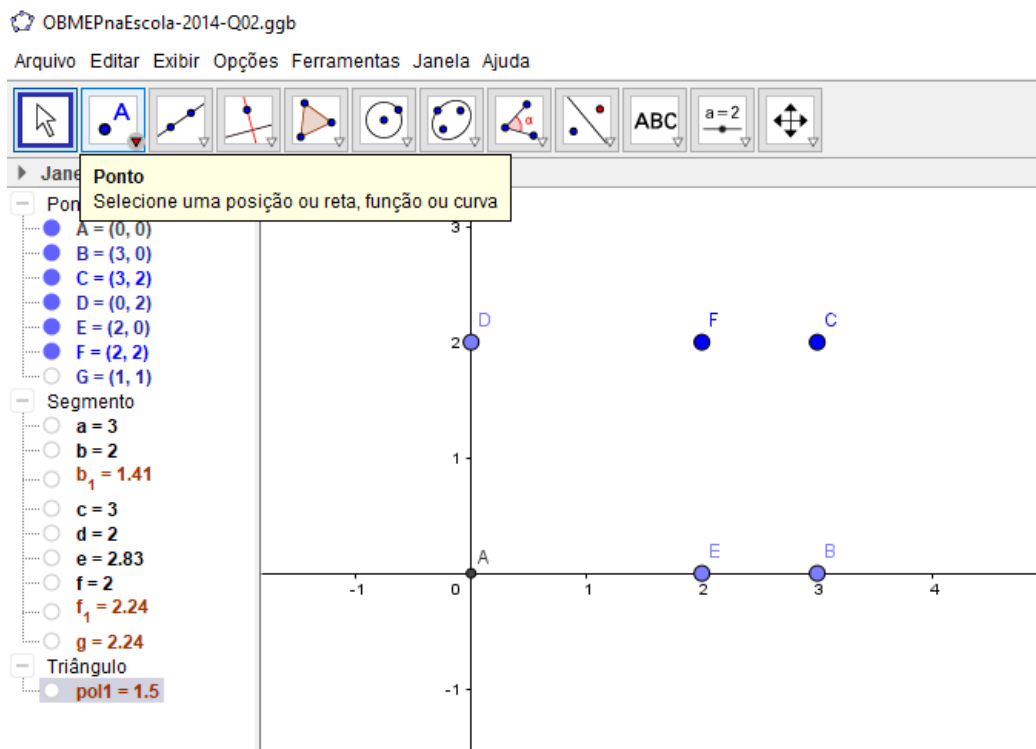 OBMEPnaEscola-2014-Q02.ggb
Arquivo Editar Exibir Opções Ferramentas Janela Ajuda
A α ABC a=2
Jane
Ponto
Selecione uma posição ou reta, função ou curva
Pon
A = (0, 0)
B = (3, 0)
C = (3, 2)
D = (0, 2)
E = (2, 0)
F = (2, 2)
G = (1, 1)
Segmento
a = 3
b = 2
b₁ = 1.41
c = 3
d = 2
e = 2.83
f = 2
f₁ = 2.24
g = 2.24
Triângulo
pol1 = 1.5
3
D F C
2
1
A E B
-1 0 1 2 3 4
-1